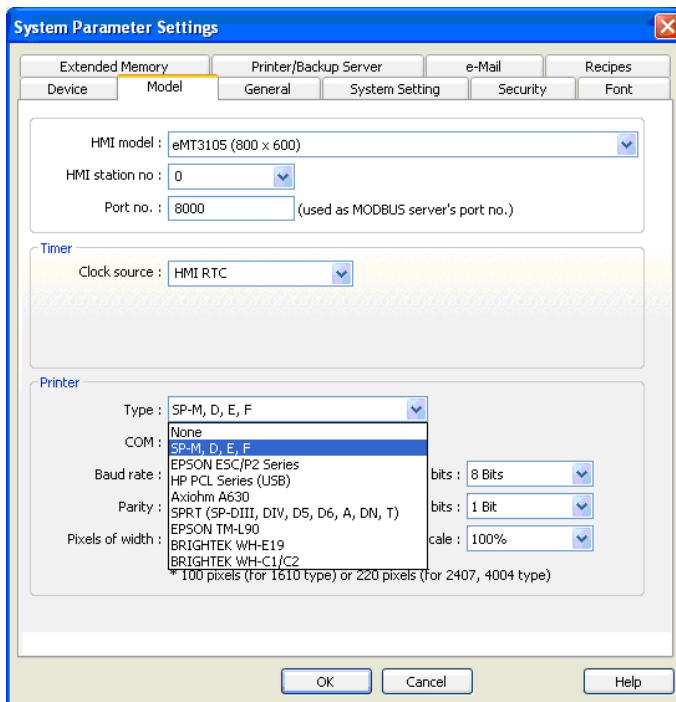 System Parameter Settings
Extended Memory Printer/Backup Server e-Mail Recipes
Device Model General System Setting Security Font
HMI model : eMT3105 (800 x 600)
HMI station no : 0
Port no. : 8000 (used as MODBUS server's port no.)
Timer
Clock source : HMI RTC
Printer
Type : SP-M, D, E, F
None
COM : SP-M, D, E, F
EPSON ESC/P2 Series
Baud rate : HP PCL Series (USB) bits : 8 Bits
Axiohm A630
Parity : SPRT (SP-DIII, DIV, D5, D6, A, DN, T) bits : 1 Bit
EPSON TM-L90
Pixels of width : BRIGHTEK WH-E19 cale : 100%
BRIGHTEK WH-C1/C2
* 100 pixels (for 1610 type) or 220 pixels (for 2407, 4004 type)
OK Cancel Help